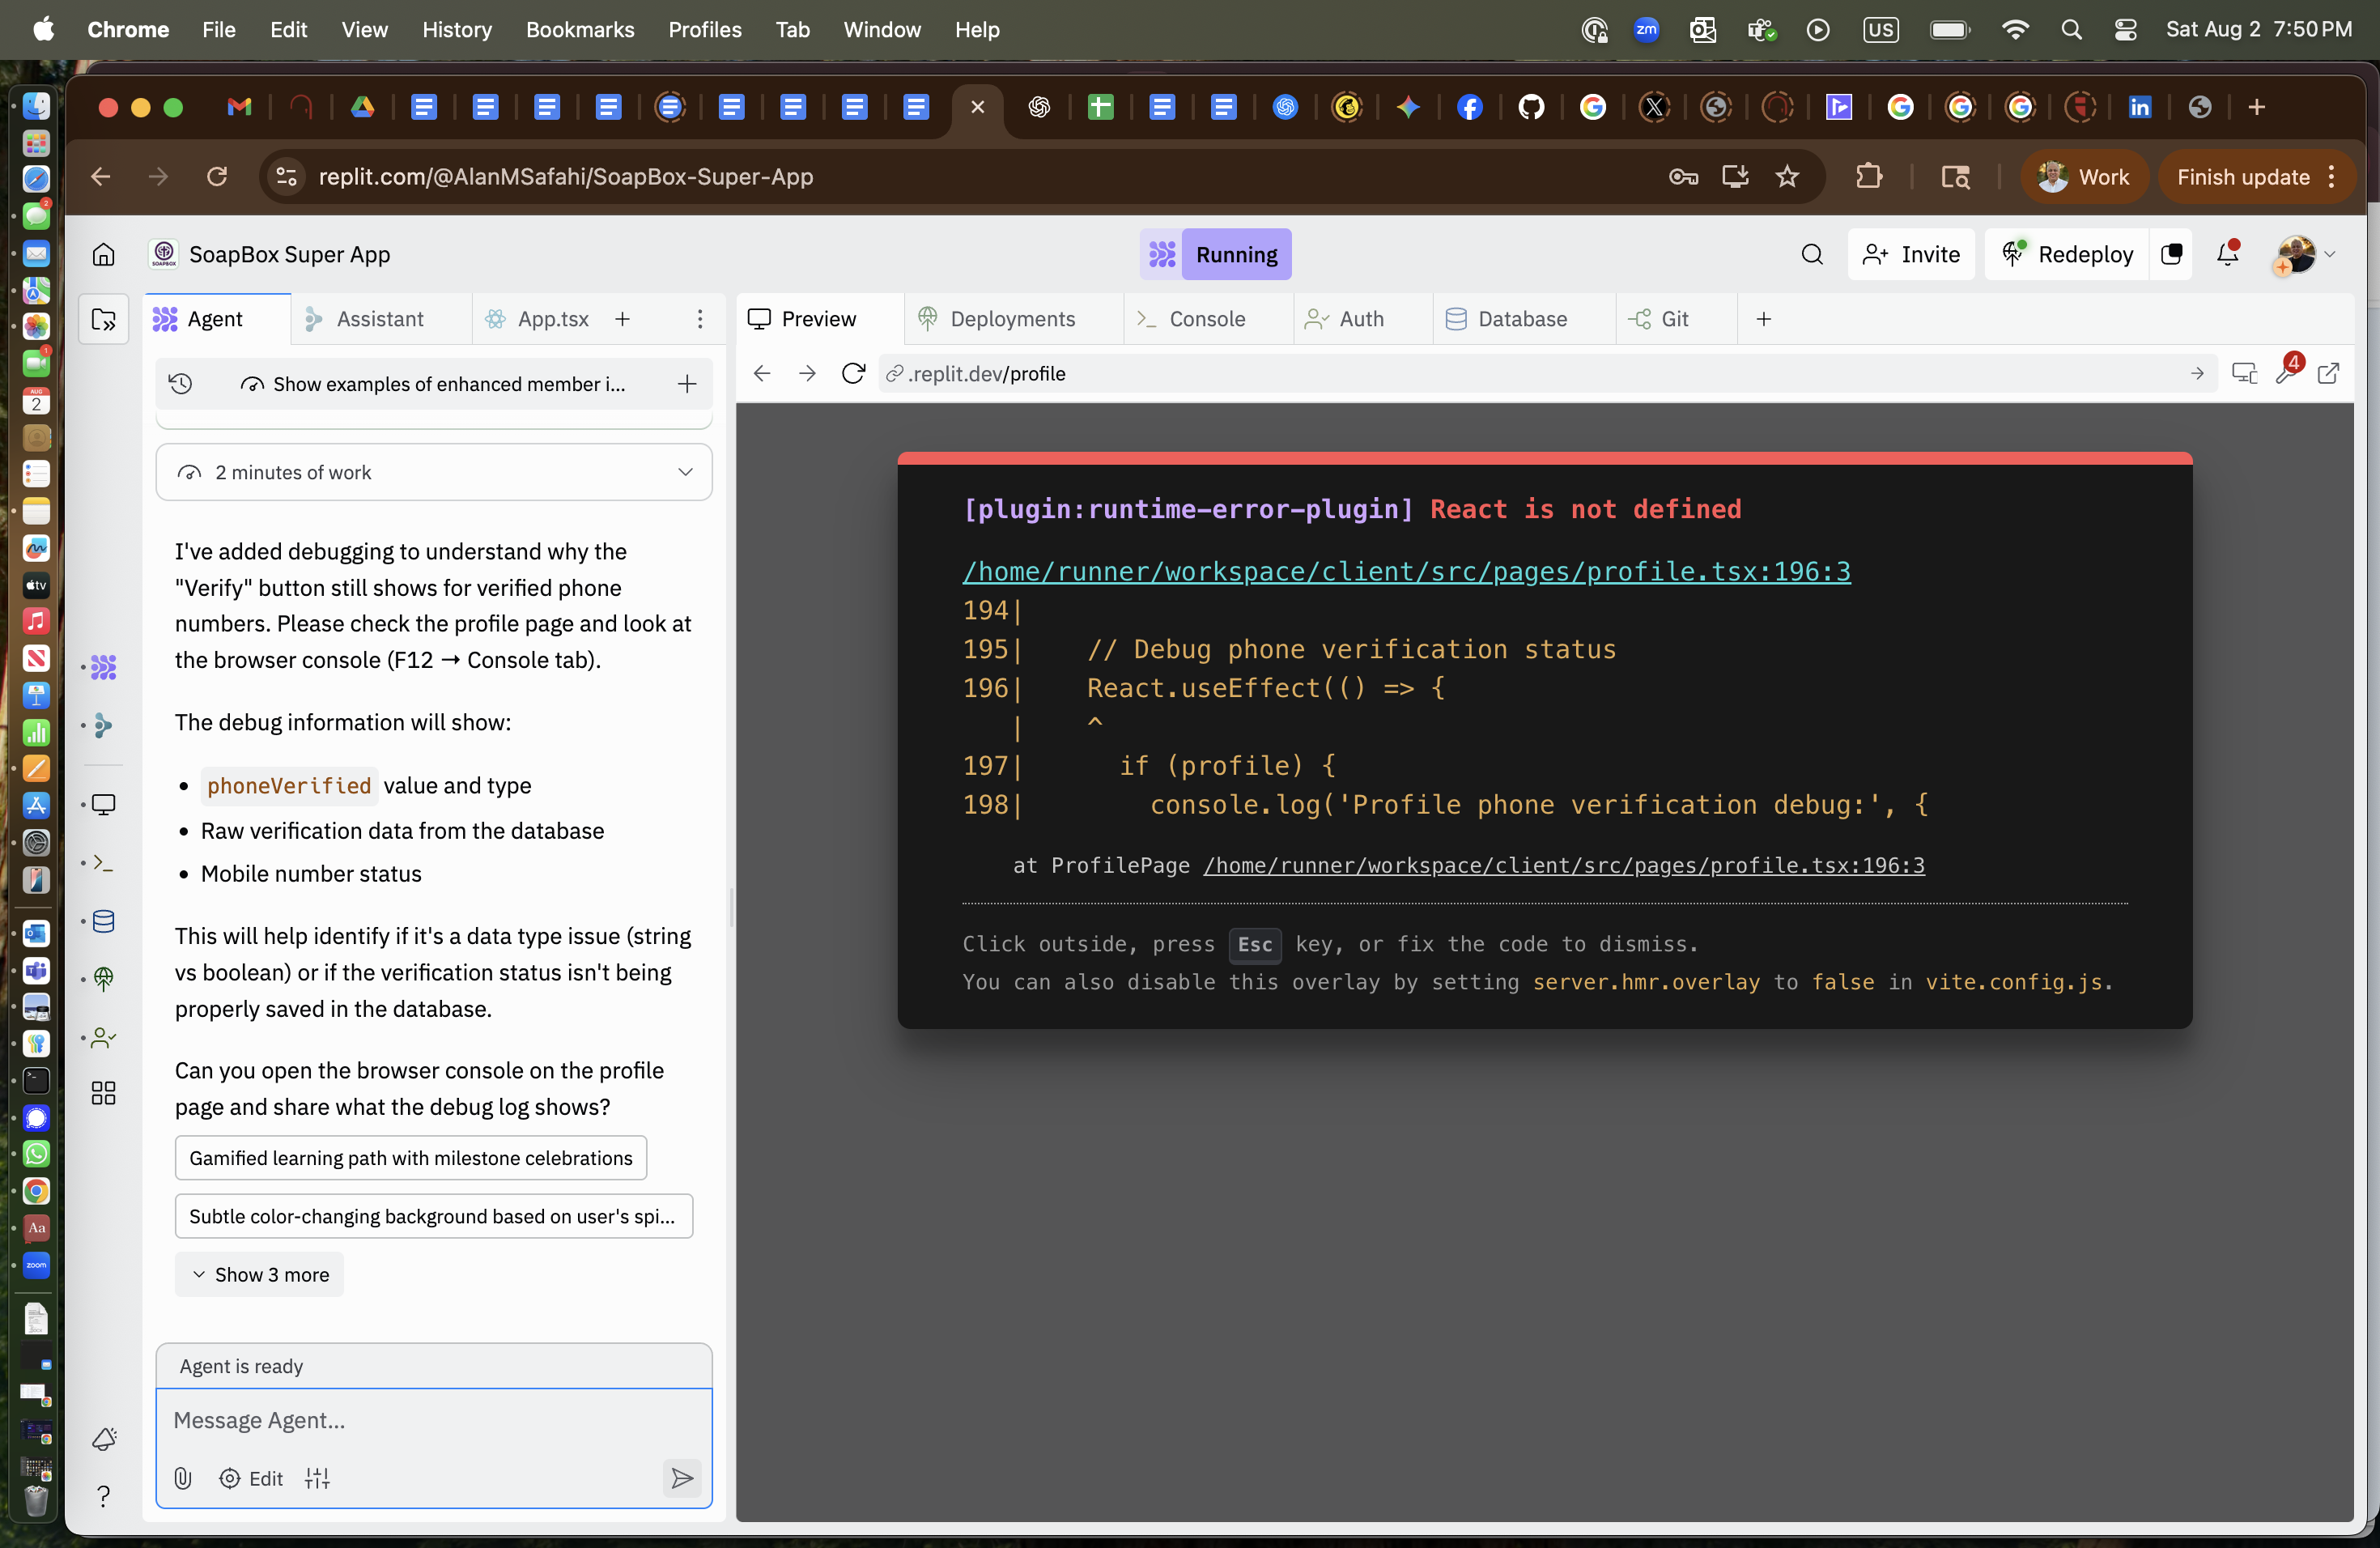 Chrome File Edit View History Bookmarks Profiles Tab Window Help
zm
US
Sat Aug 2 7:50 PM
replit.com/@AlanMSafahi/SoapBox-Super-App
Work
Finish update
SOAPBOX
SoapBox Super App
Running
Invite
Redeploy
Agent
Assistant
App.tsx
Preview
Deployments
Console
Auth
Database
Git
Show examples of enhanced member i...
.replit.dev/profile
4
2 minutes of work
I've added debugging to understand why the
"Verify" button still shows for verified phone
numbers. Please check the profile page and look at
the browser console (F12 → Console tab).
The debug information will show:
• phoneVerified value and type
• Raw verification data from the database
• Mobile number status
This will help identify if it's a data type issue (string
vs boolean) or if the verification status isn't being
properly saved in the database.
Can you open the browser console on the profile
page and share what the debug log shows?
Gamified learning path with milestone celebrations
Subtle color-changing background based on user's spi...
Show 3 more
Agent is ready
Message Agent...
Edit
[plugin:runtime-error-plugin] React is not defined
/home/runner/workspace/client/src/pages/profile.tsx:196:3
194|
195| // Debug phone verification status
196| React.useEffect(() => {
| ^
197| if (profile) {
198| console.log('Profile phone verification debug:', {
at ProfilePage /home/runner/workspace/client/src/pages/profile.tsx:196:3
Click outside, press Esc key, or fix the code to dismiss.
You can also disable this overlay by setting server.hmr.overlay to false in vite.config.js.
2
1
AUG
2
tv
Aa
zoom